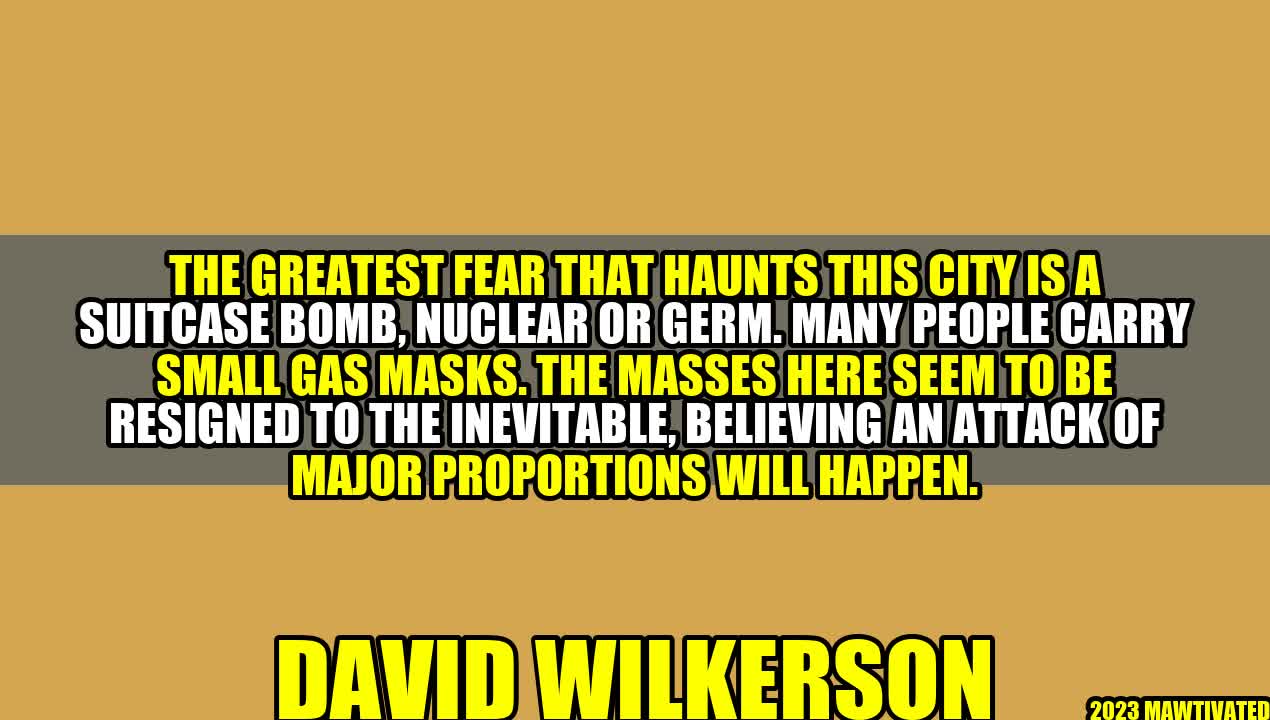 THE GREATEST FEAR THAT HAUNTS THIS CITY IS A
SUITCASE BOMB, NUCLEAR OR GERM. MANY PEOPLE CARRY
SMALL GAS MASKS. THE MASSES HERE SEEM TO BE
RESIGNED TO THE INEVITABLE, BELIEVING AN ATTACK OF
MAJOR PROPORTIONS WILL HAPPEN.
DAVID WILKERSON
2023 MAWTIVATED